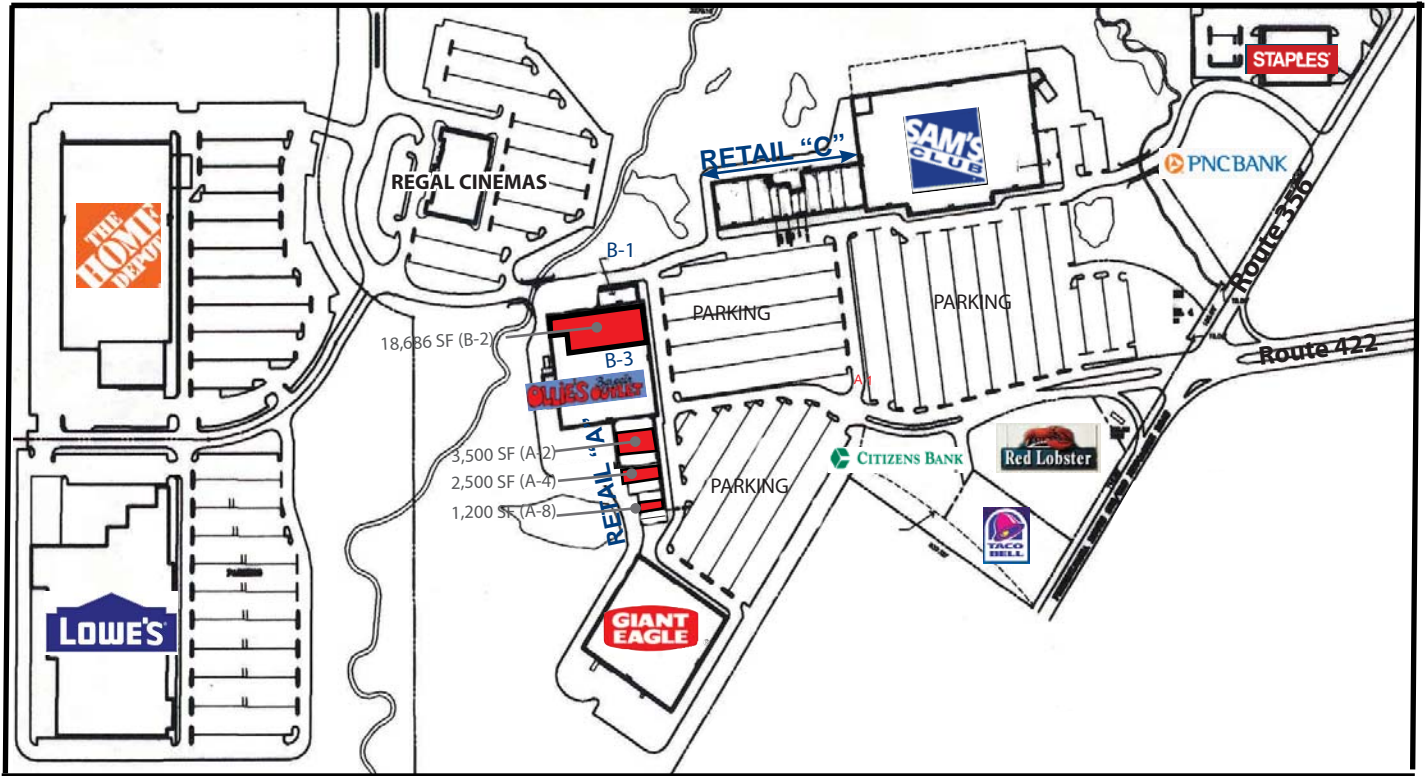 STAPLES
SAM'S
CLUB
RETAIL "C"
PNC BANK
REGAL CINEMAS
Route 356
THE
HOME
DEPOT
B-1
PARKING
PARKING
18,686 SF (B-2)
B-3
Route 422
OLLIE'S
OUTLET
A-1
3,500 SF (A-2)
CITIZENS BANK
Red Lobster
2,500 SF (A-4)
PARKING
1,200 SF (A-8)
RETAIL "A"
TACO
BELL
PARKING
LOWE'S
GIANT
EAGLE